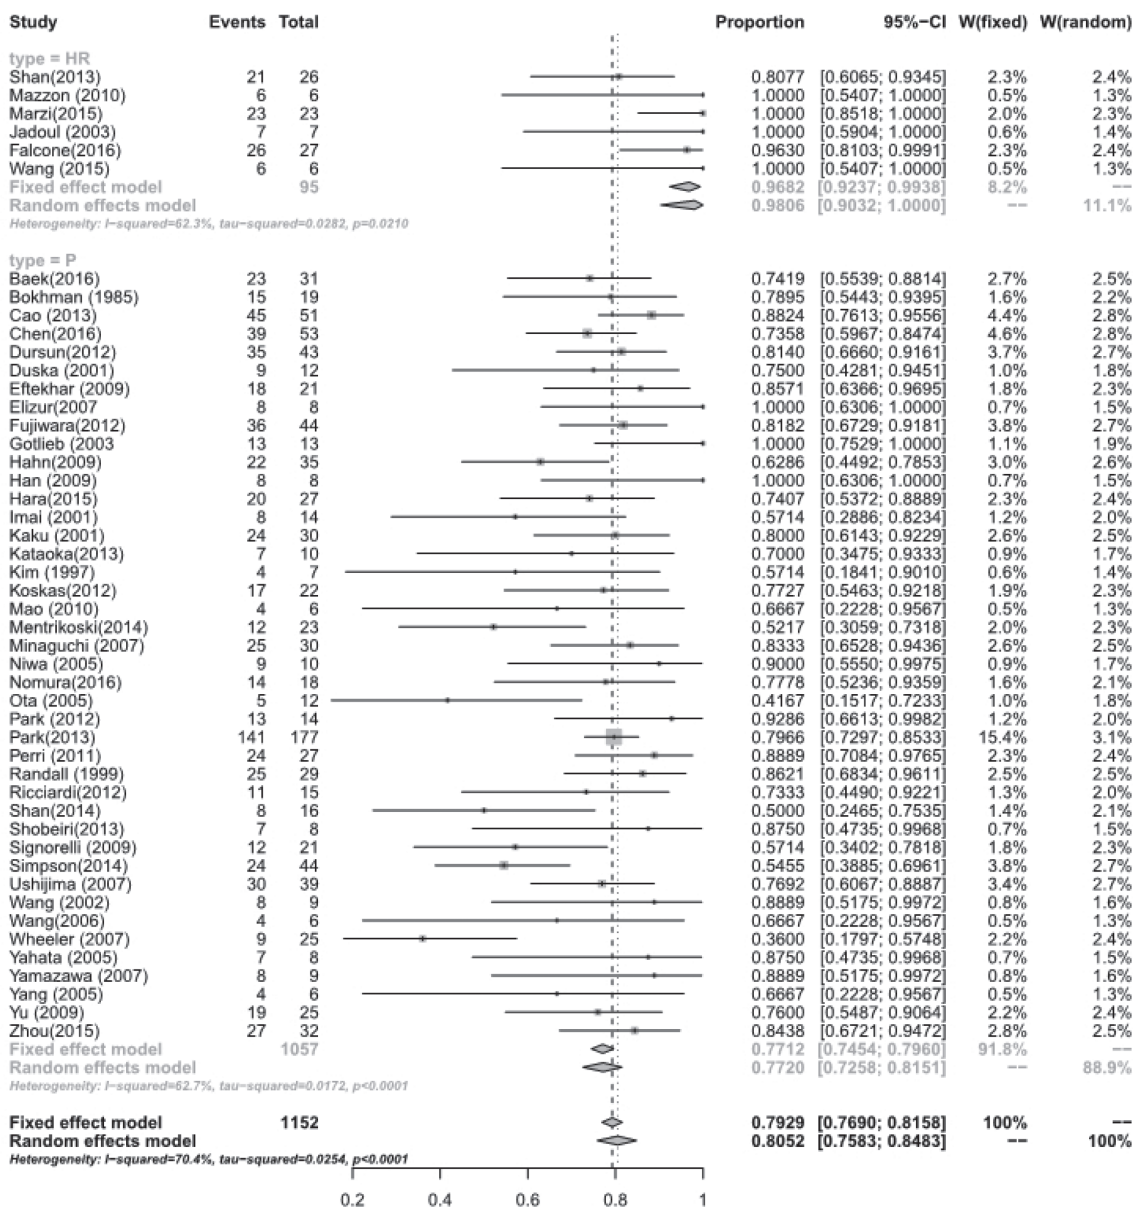 Study Events Total Proportion 95%−CI W(fixed) W(random)
type = HR
Shan(2013) 21 26 0.8077 [0.6065; 0.9345] 2.3% 2.4%
Mazzon (2010) 6 6 1.0000 [0.5407; 1.0000] 0.5% 1.3%
Marzi(2015) 23 23 1.0000 [0.8518; 1.0000] 2.0% 2.3%
Jadoul (2003) 7 7 1.0000 [0.5904; 1.0000] 0.6% 1.4%
Falcone(2016) 26 27 0.9630 [0.8103; 0.9991] 2.3% 2.4%
Wang (2015) 6 6 1.0000 [0.5407; 1.0000] 0.5% 1.3%
Fixed effect model 95 0.9682 [0.9237; 0.9938] 8.2% −−
Random effects model 0.9806 [0.9032; 1.0000] −− 11.1%
Heterogeneity: I−squared=62.3%, tau−squared=0.0282, p=0.0210
type = P
Baek(2016) 23 31 0.7419 [0.5539; 0.8814] 2.7% 2.5%
Bokhman (1985) 15 19 0.7895 [0.5443; 0.9395] 1.6% 2.2%
Cao (2013) 45 51 0.8824 [0.7613; 0.9556] 4.4% 2.8%
Chen(2016) 39 53 0.7358 [0.5967; 0.8474] 4.6% 2.8%
Dursun(2012) 35 43 0.8140 [0.6660; 0.9161] 3.7% 2.7%
Duska (2001) 9 12 0.7500 [0.4281; 0.9451] 1.0% 1.8%
Eftekhar (2009) 18 21 0.8571 [0.6366; 0.9695] 1.8% 2.3%
Elizur(2007 8 8 1.0000 [0.6306; 1.0000] 0.7% 1.5%
Fujiwara(2012) 36 44 0.8182 [0.6729; 0.9181] 3.8% 2.7%
Gotlieb (2003 13 13 1.0000 [0.7529; 1.0000] 1.1% 1.9%
Hahn(2009) 22 35 0.6286 [0.4492; 0.7853] 3.0% 2.6%
Han (2009) 8 8 1.0000 [0.6306; 1.0000] 0.7% 1.5%
Hara(2015) 20 27 0.7407 [0.5372; 0.8889] 2.3% 2.4%
Imai (2001) 8 14 0.5714 [0.2886; 0.8234] 1.2% 2.0%
Kaku (2001) 24 30 0.8000 [0.6143; 0.9229] 2.6% 2.5%
Kataoka(2013) 7 10 0.7000 [0.3475; 0.9333] 0.9% 1.7%
Kim (1997) 4 7 0.5714 [0.1841; 0.9010] 0.6% 1.4%
Koskas(2012) 17 22 0.7727 [0.5463; 0.9218] 1.9% 2.3%
Mao (2010) 4 6 0.6667 [0.2228; 0.9567] 0.5% 1.3%
Mentrikoski(2014) 12 23 0.5217 [0.3059; 0.7318] 2.0% 2.3%
Minaguchi (2007) 25 30 0.8333 [0.6528; 0.9436] 2.6% 2.5%
Niwa (2005) 9 10 0.9000 [0.5550; 0.9975] 0.9% 1.7%
Nomura(2016) 14 18 0.7778 [0.5236; 0.9359] 1.6% 2.1%
Ota (2005) 5 12 0.4167 [0.1517; 0.7233] 1.0% 1.8%
Park (2012) 13 14 0.9286 [0.6613; 0.9982] 1.2% 2.0%
Park(2013) 141 177 0.7966 [0.7297; 0.8533] 15.4% 3.1%
Perri (2011) 24 27 0.8889 [0.7084; 0.9765] 2.3% 2.4%
Randall (1999) 25 29 0.8621 [0.6834; 0.9611] 2.5% 2.5%
Ricciardi(2012) 11 15 0.7333 [0.4490; 0.9221] 1.3% 2.0%
Shan(2014) 8 16 0.5000 [0.2465; 0.7535] 1.4% 2.1%
Shobeiri(2013) 7 8 0.8750 [0.4735; 0.9968] 0.7% 1.5%
Signorelli (2009) 12 21 0.5714 [0.3402; 0.7818] 1.8% 2.3%
Simpson(2014) 24 44 0.5455 [0.3885; 0.6961] 3.8% 2.7%
Ushijima (2007) 30 39 0.7692 [0.6067; 0.8887] 3.4% 2.7%
Wang (2002) 8 9 0.8889 [0.5175; 0.9972] 0.8% 1.6%
Wang(2006) 4 6 0.6667 [0.2228; 0.9567] 0.5% 1.3%
Wheeler (2007) 9 25 0.3600 [0.1797; 0.5748] 2.2% 2.4%
Yahata (2005) 7 8 0.8750 [0.4735; 0.9968] 0.7% 1.5%
Yamazawa (2007) 8 9 0.8889 [0.5175; 0.9972] 0.8% 1.6%
Yang (2005) 4 6 0.6667 [0.2228; 0.9567] 0.5% 1.3%
Yu (2009) 19 25 0.7600 [0.5487; 0.9064] 2.2% 2.4%
Zhou(2015) 27 32 0.8438 [0.6721; 0.9472] 2.8% 2.5%
Fixed effect model 1057 0.7712 [0.7454; 0.7960] 91.8% −−
Random effects model 0.7720 [0.7258; 0.8151] −− 88.9%
Heterogeneity: I−squared=62.7%, tau−squared=0.0172, p<0.0001
Fixed effect model 1152 0.7929 [0.7690; 0.8158] 100% −−
Random effects model 0.8052 [0.7583; 0.8483] −− 100%
Heterogeneity: I−squared=70.4%, tau−squared=0.0254, p<0.0001
0.2 0.4 0.6 0.8 1